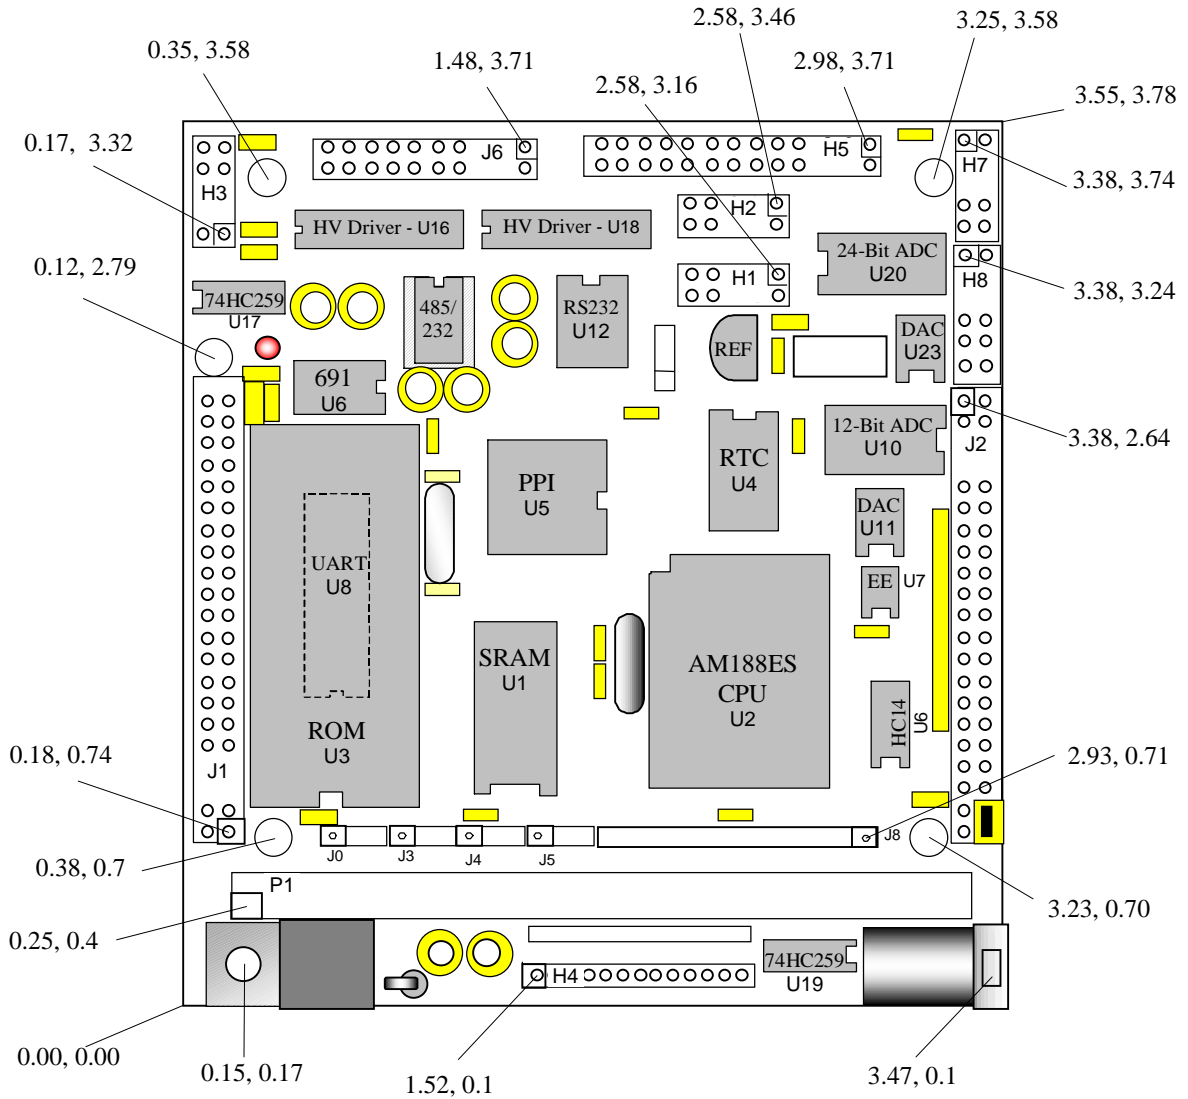 2.58, 3.46
3.25, 3.58
0.35, 3.58
1.48, 3.71
2.98, 3.71
2.58, 3.16
3.55, 3.78
0.17, 3.32
J6
H5
H7
H3
3.38, 3.74
H2
HV Driver - U16
HV Driver - U18
24-Bit ADC
U20
0.12, 2.79
H1
H8
3.38, 3.24
74HC259
U17
485/
232
RS232
U12
REF
DAC
U23
691
U6
12-Bit ADC
U10
J2
3.38, 2.64
RTC
U4
PPI
U5
DAC
U11
UART
U8
EE
U7
SRAM
U1
AM188ES
CPU
U2
HC14
U6
ROM
U3
0.18, 0.74
J1
2.93, 0.71
J0
J3
J4
J5
J8
0.38, 0.7
P1
3.23, 0.70
0.25, 0.4
74HC259
U19
H4
0.00, 0.00
0.15, 0.17
1.52, 0.1
3.47, 0.1